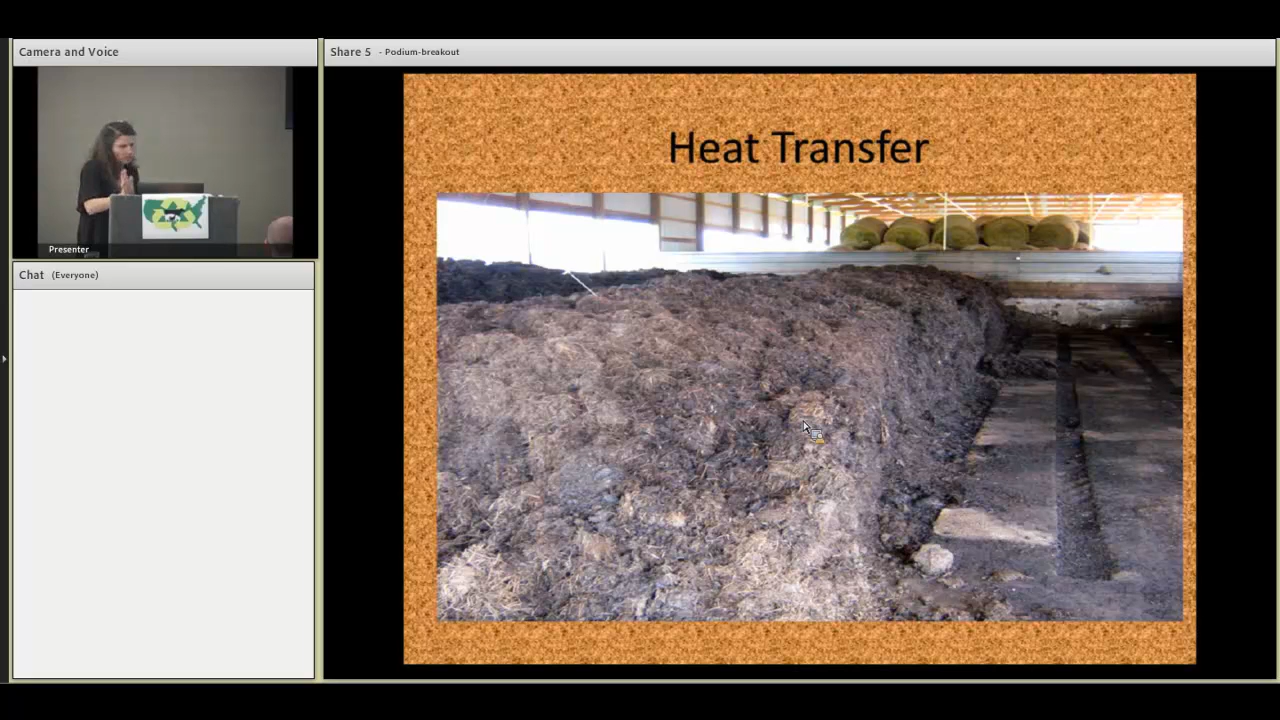 Camera and Voice
Presenter
Chat (Everyone)
Share 5 - Podium-breakout
Heat Transfer